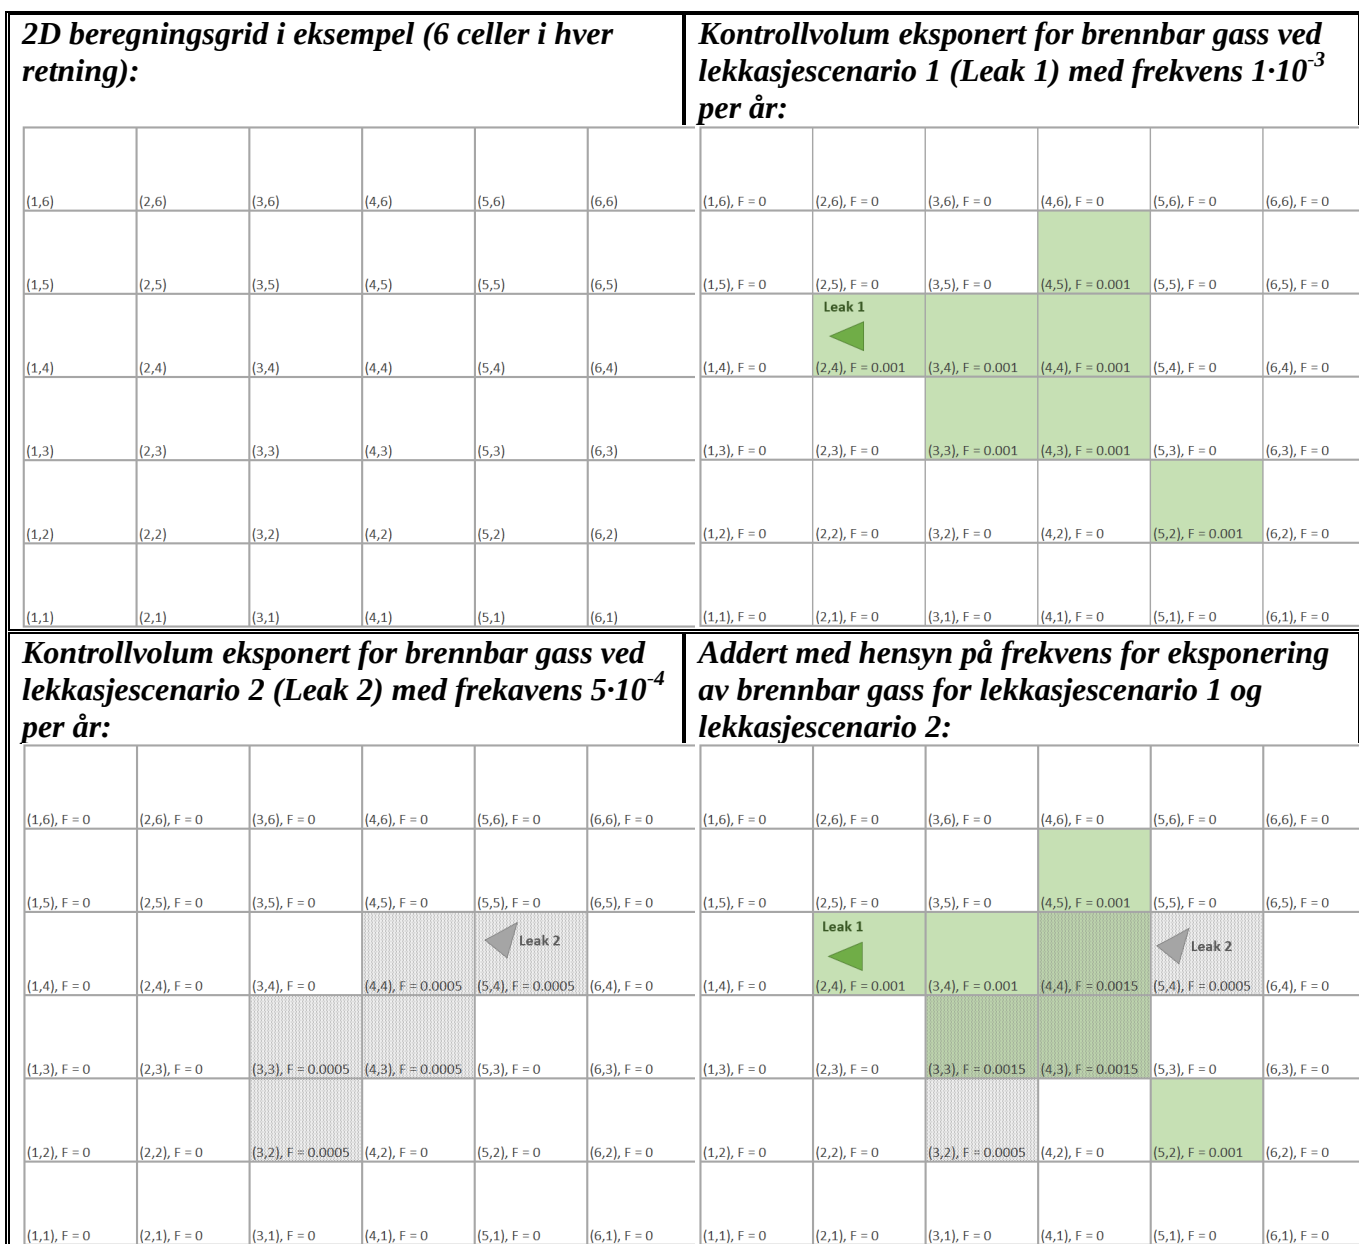 2D beregningsgrid i eksempel (6 celler i hver
retning):
(1,6) (2,6) (3,6) (4,6) (5,6) (6,6)
(1,5) (2,5) (3,5) (4,5) (5,5) (6,5)
(1,4) (2,4) (3,4) (4,4) (5,4) (6,4)
(1,3) (2,3) (3,3) (4,3) (5,3) (6,3)
(1,2) (2,2) (3,2) (4,2) (5,2) (6,2)
(1,1) (2,1) (3,1) (4,1) (5,1) (6,1)
Kontrollvolum eksponert for brennbar gass ved
lekkasjescenario 1 (Leak 1) med frekvens 1·10⁻³
per år:
(1,6), F = 0 (2,6), F = 0 (3,6), F = 0 (4,6), F = 0 (5,6), F = 0 (6,6), F = 0
(1,5), F = 0 (2,5), F = 0 (3,5), F = 0 (4,5), F = 0.001 (5,5), F = 0 (6,5), F = 0
Leak 1
(1,4), F = 0 (2,4), F = 0.001 (3,4), F = 0.001 (4,4), F = 0.001 (5,4), F = 0 (6,4), F = 0
(1,3), F = 0 (2,3), F = 0 (3,3), F = 0.001 (4,3), F = 0.001 (5,3), F = 0 (6,3), F = 0
(1,2), F = 0 (2,2), F = 0 (3,2), F = 0 (4,2), F = 0 (5,2), F = 0.001 (6,2), F = 0
(1,1), F = 0 (2,1), F = 0 (3,1), F = 0 (4,1), F = 0 (5,1), F = 0 (6,1), F = 0
Kontrollvolum eksponert for brennbar gass ved
lekkasjescenario 2 (Leak 2) med frekavens 5·10⁻⁴
per år:
(1,6), F = 0 (2,6), F = 0 (3,6), F = 0 (4,6), F = 0 (5,6), F = 0 (6,6), F = 0
(1,5), F = 0 (2,5), F = 0 (3,5), F = 0 (4,5), F = 0 (5,5), F = 0 (6,5), F = 0
Leak 2
(1,4), F = 0 (2,4), F = 0 (3,4), F = 0 (4,4), F = 0.0005 (5,4), F = 0.0005 (6,4), F = 0
(1,3), F = 0 (2,3), F = 0 (3,3), F = 0.0005 (4,3), F = 0.0005 (5,3), F = 0 (6,3), F = 0
(1,2), F = 0 (2,2), F = 0 (3,2), F = 0.0005 (4,2), F = 0 (5,2), F = 0 (6,2), F = 0
(1,1), F = 0 (2,1), F = 0 (3,1), F = 0 (4,1), F = 0 (5,1), F = 0 (6,1), F = 0
Addert med hensyn på frekvens for eksponering
av brennbar gass for lekkasjescenario 1 og
lekkasjescenario 2:
(1,6), F = 0 (2,6), F = 0 (3,6), F = 0 (4,6), F = 0 (5,6), F = 0 (6,6), F = 0
(1,5), F = 0 (2,5), F = 0 (3,5), F = 0 (4,5), F = 0.001 (5,5), F = 0 (6,5), F = 0
Leak 1 Leak 2
(1,4), F = 0 (2,4), F = 0.001 (3,4), F = 0.001 (4,4), F = 0.0015 (5,4), F = 0.0005 (6,4), F = 0
(1,3), F = 0 (2,3), F = 0 (3,3), F = 0.0015 (4,3), F = 0.0015 (5,3), F = 0 (6,3), F = 0
(1,2), F = 0 (2,2), F = 0 (3,2), F = 0.0005 (4,2), F = 0 (5,2), F = 0.001 (6,2), F = 0
(1,1), F = 0 (2,1), F = 0 (3,1), F = 0 (4,1), F = 0 (5,1), F = 0 (6,1), F = 0